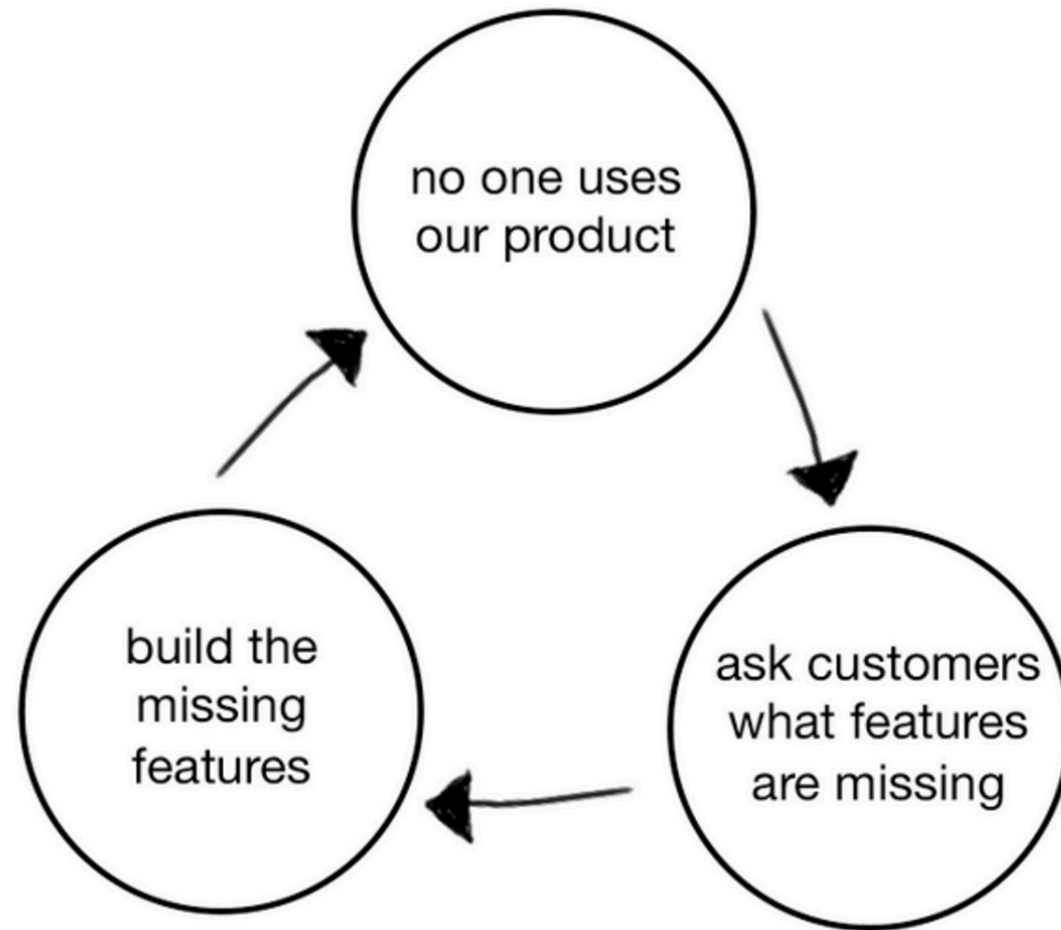 no one uses
our product
ask customers
what features
are missing
build the
missing
features